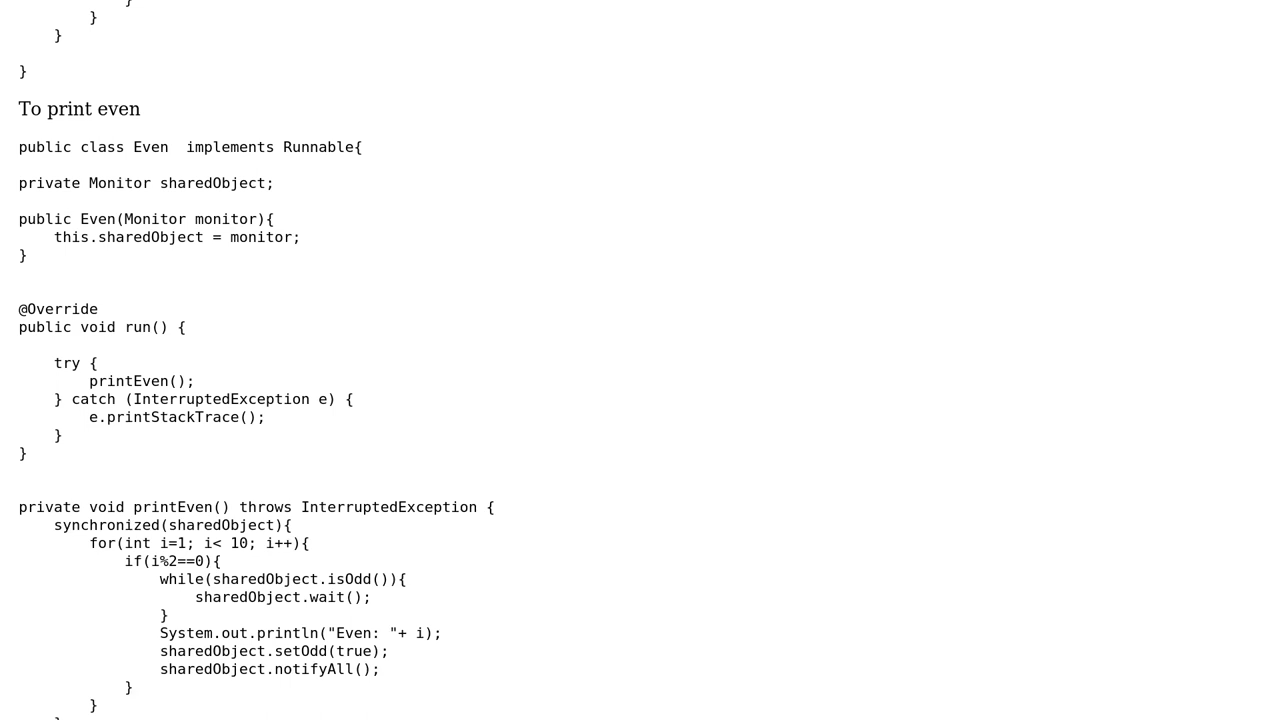 }
        }
    }

}
To print even
public class Even  implements Runnable{

private Monitor sharedObject;

public Even(Monitor monitor){
    this.sharedObject = monitor;
}


@Override
public void run() {

    try {
        printEven();
    } catch (InterruptedException e) {
        e.printStackTrace();
    }
}


private void printEven() throws InterruptedException {
    synchronized(sharedObject){
        for(int i=1; i< 10; i++){
            if(i%2==0){
                while(sharedObject.isOdd()){
                    sharedObject.wait();
                }
                System.out.println("Even: "+ i);
                sharedObject.setOdd(true);
                sharedObject.notifyAll();
            }
        }
    }